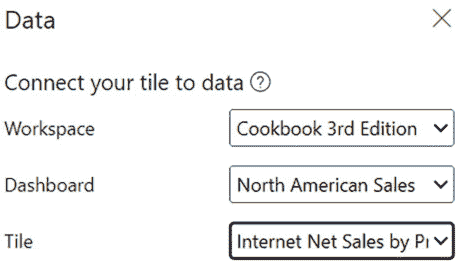 Data
Connect your tile to data ?
Workspace Cookbook 3rd Edition
Dashboard North American Sales
Tile Internet Net Sales by Pr